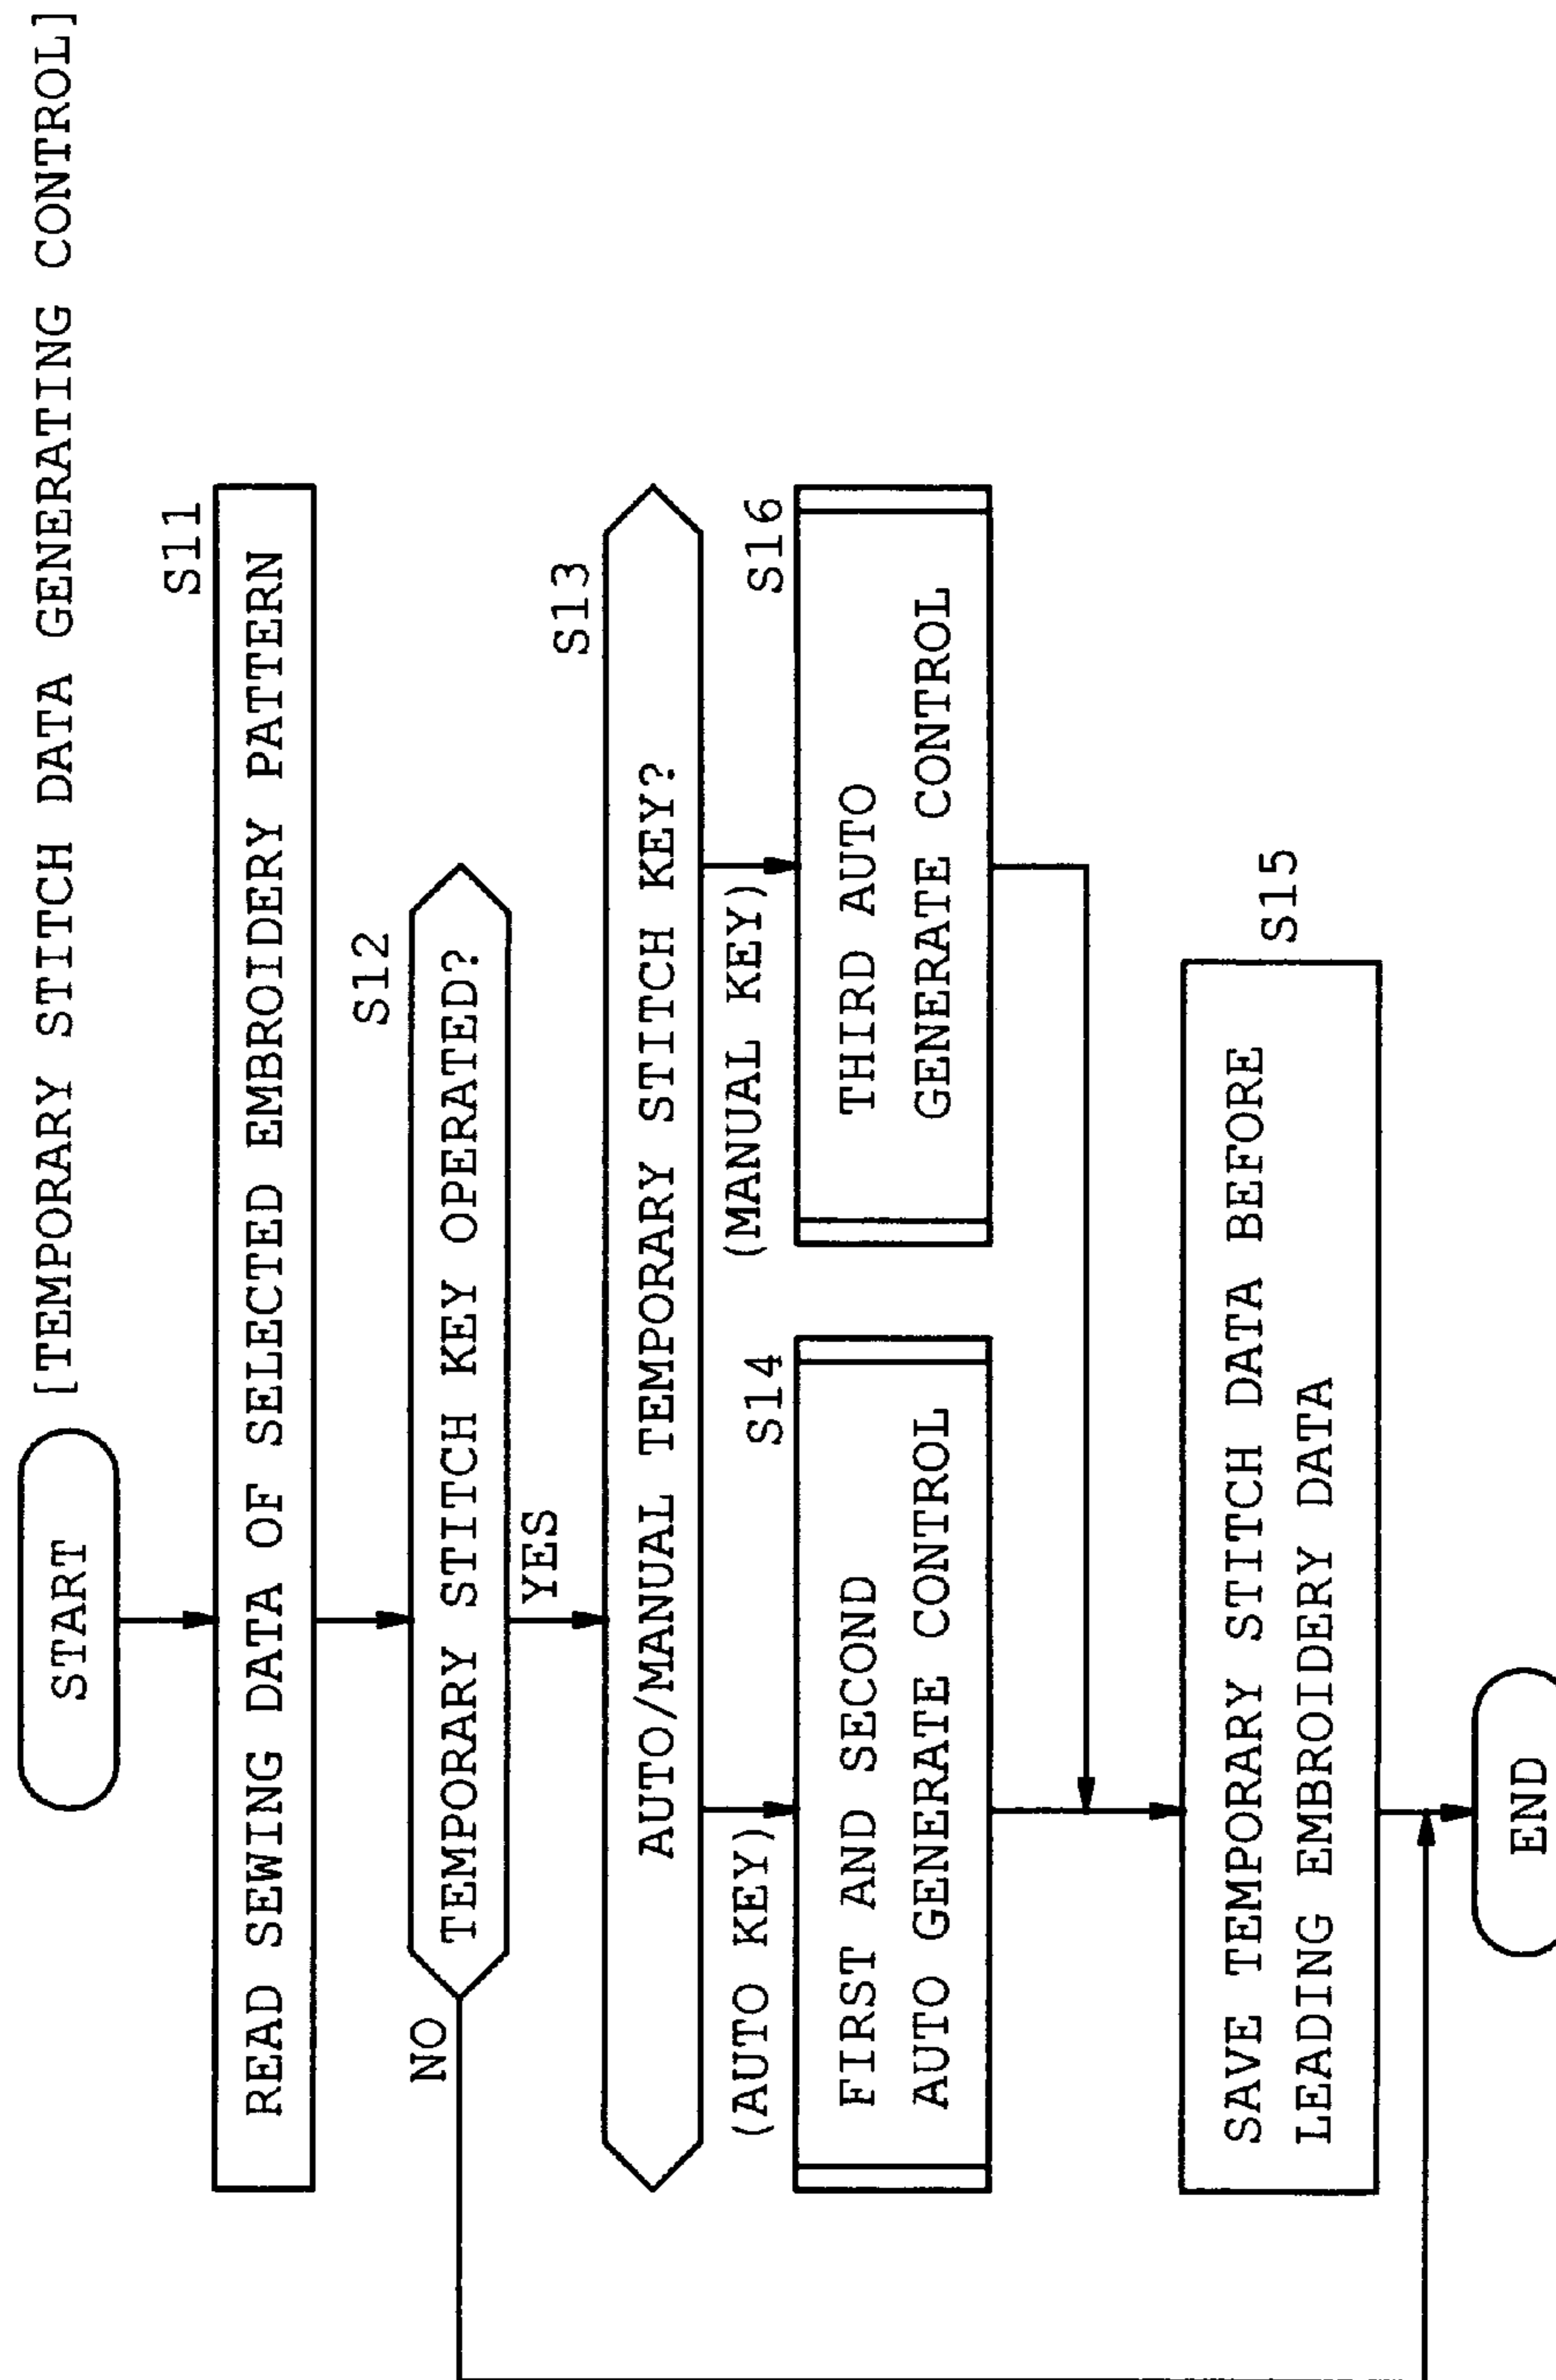 [TEMPORARY STITCH DATA GENERATING CONTROL]
START
S11
READ SEWING DATA OF SELECTED EMBROIDERY PATTERN
S12
TEMPORARY STITCH KEY OPERATED?
NO
YES
S13
AUTO/MANUAL TEMPORARY STITCH KEY?
(AUTO KEY)
(MANUAL KEY)
S14
FIRST AND SECOND
AUTO GENERATE CONTROL
S16
THIRD AUTO
GENERATE CONTROL
S15
SAVE TEMPORARY STITCH DATA BEFORE
LEADING EMBROIDERY DATA
END